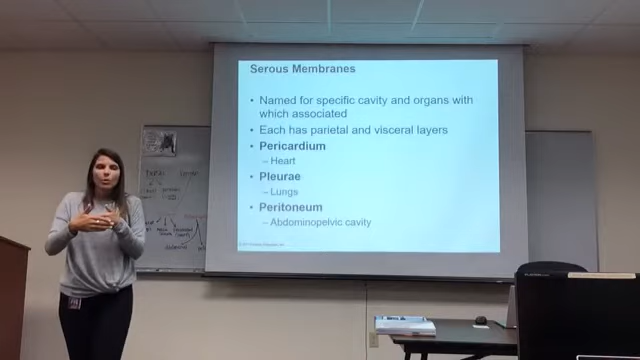 Serous Membranes
• Named for specific cavity and organs with
which associated
• Each has parietal and visceral layers
• Pericardium
– Heart
• Pleurae
– Lungs
• Peritoneum
– Abdominopelvic cavity